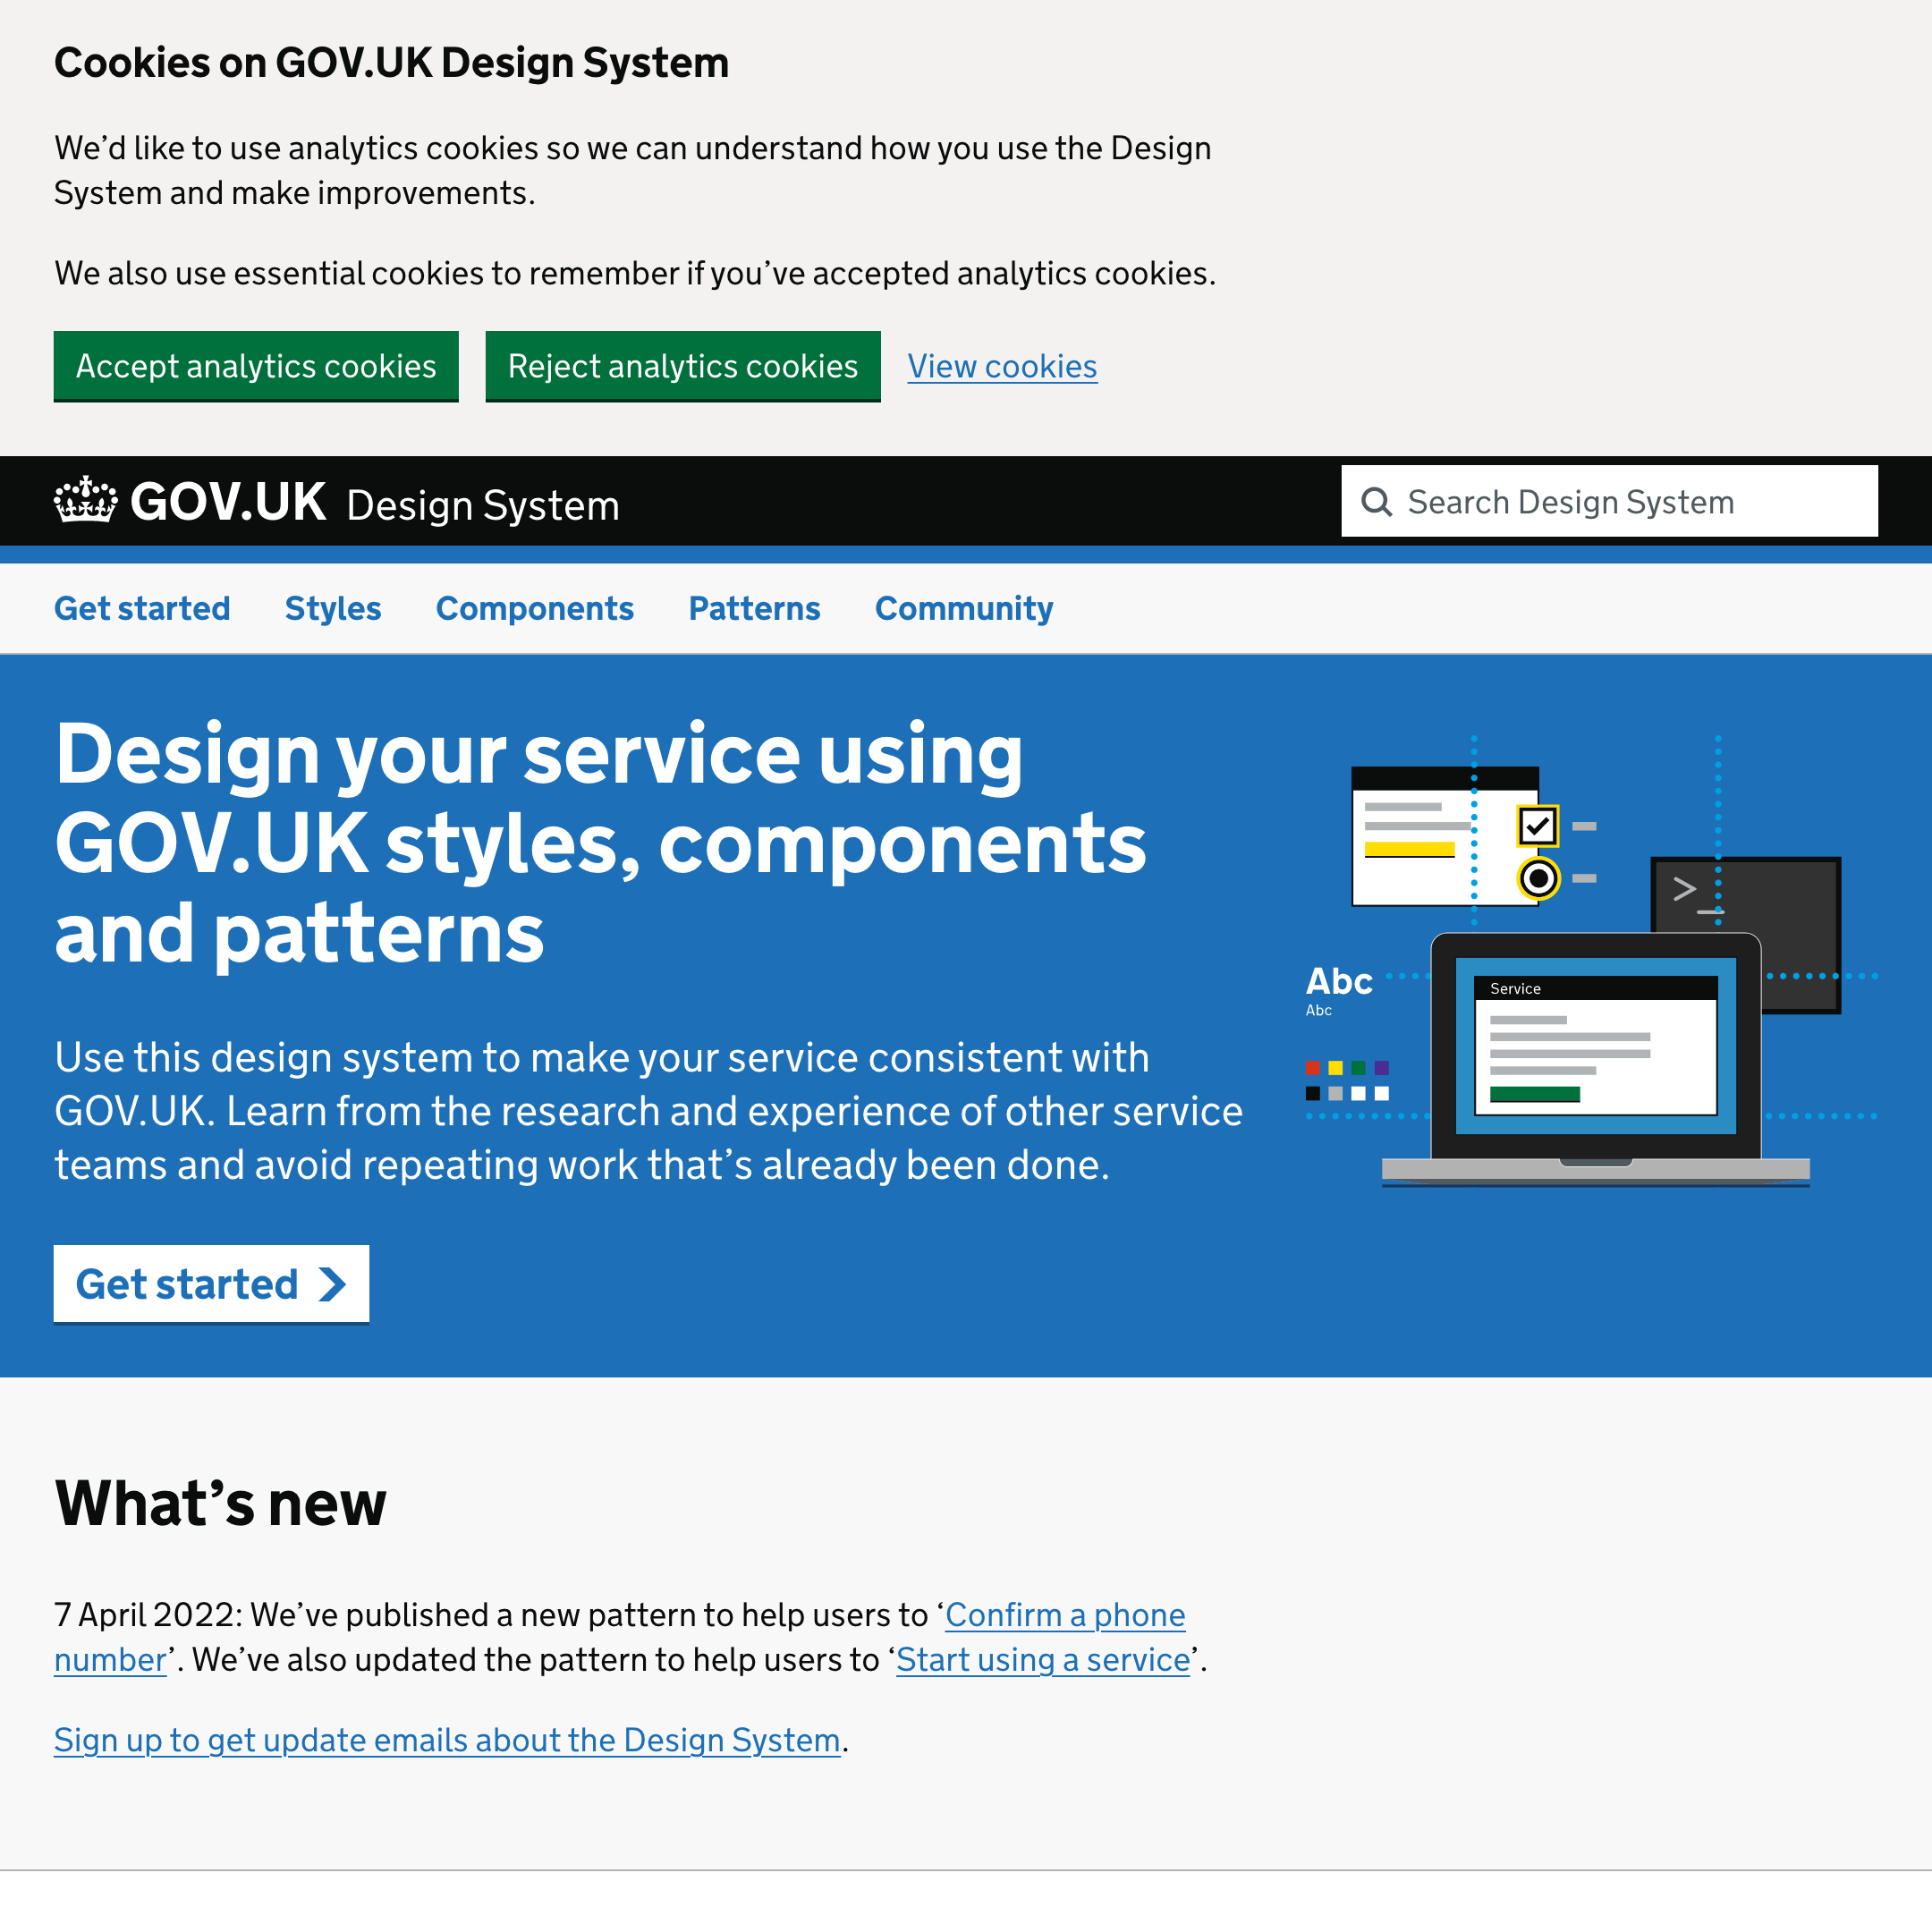 Cookies on GOV.UK Design System
We’d like to use analytics cookies so we can understand how you use the Design
System and make improvements.
We also use essential cookies to remember if you’ve accepted analytics cookies.
Accept analytics cookies
Reject analytics cookies
View cookies
GOV.UK Design System
Search Design System
Get started
Styles
Components
Patterns
Community
Design your service using
GOV.UK styles, components
and patterns
Use this design system to make your service consistent with
GOV.UK. Learn from the research and experience of other service
teams and avoid repeating work that’s already been done.
Get started
>_
Abc
Abc
Service
What’s new
7 April 2022: We’ve published a new pattern to help users to ‘Confirm a phone
number’. We’ve also updated the pattern to help users to ‘Start using a service’.
Sign up to get update emails about the Design System.